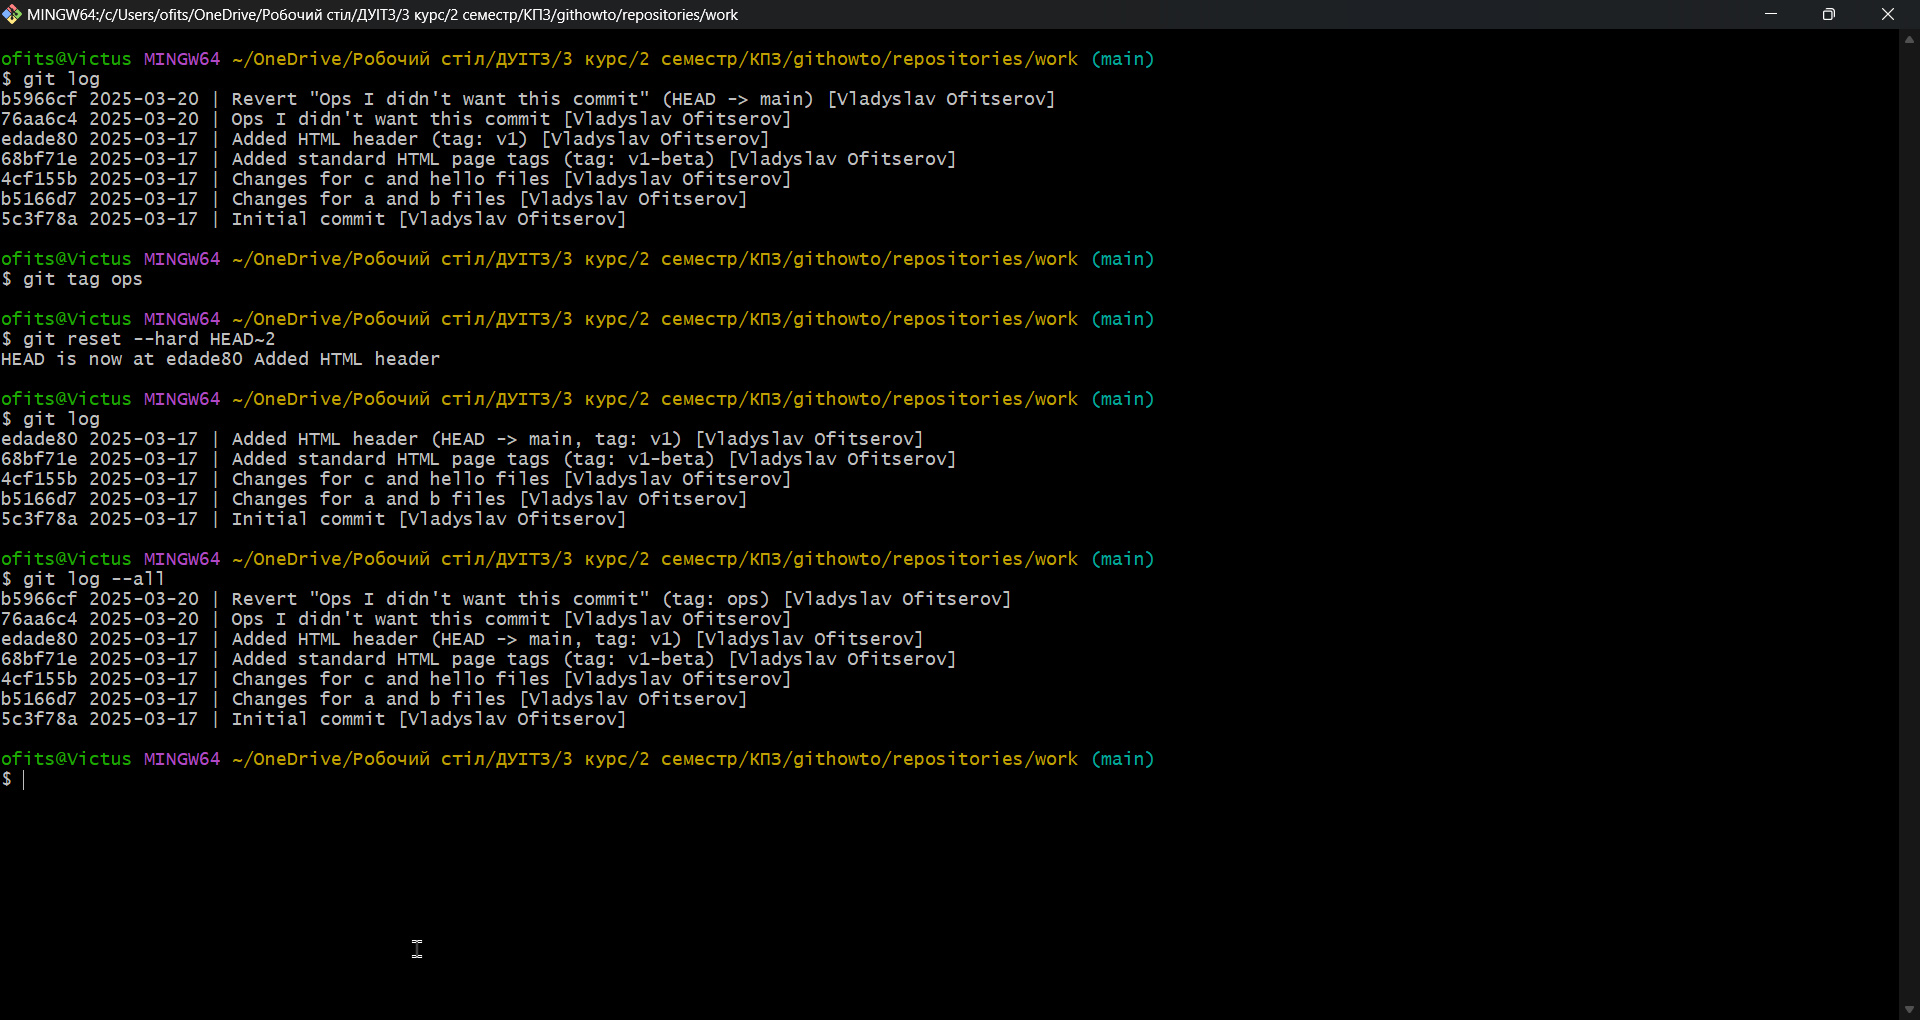 MINGW64:/c/Users/ofits/OneDrive/Робочий стіл/ДУІТЗ/3 курс/2 семестр/КПЗ/githowto/repositories/work
ofits@Victus MINGW64 ~/OneDrive/Робочий стіл/ДУІТЗ/3 курс/2 семестр/КПЗ/githowto/repositories/work (main)
$ git log
b5966cf 2025-03-20 | Revert "Ops I didn't want this commit" (HEAD -> main) [Vladyslav Ofitserov]
76aa6c4 2025-03-20 | Ops I didn't want this commit [Vladyslav Ofitserov]
edade80 2025-03-17 | Added HTML header (tag: v1) [Vladyslav Ofitserov]
68bf71e 2025-03-17 | Added standard HTML page tags (tag: v1-beta) [Vladyslav Ofitserov]
4cf155b 2025-03-17 | Changes for c and hello files [Vladyslav Ofitserov]
b5166d7 2025-03-17 | Changes for a and b files [Vladyslav Ofitserov]
5c3f78a 2025-03-17 | Initial commit [Vladyslav Ofitserov]
ofits@Victus MINGW64 ~/OneDrive/Робочий стіл/ДУІТЗ/3 курс/2 семестр/КПЗ/githowto/repositories/work (main)
$ git tag ops
ofits@Victus MINGW64 ~/OneDrive/Робочий стіл/ДУІТЗ/3 курс/2 семестр/КПЗ/githowto/repositories/work (main)
$ git reset --hard HEAD~2
HEAD is now at edade80 Added HTML header
ofits@Victus MINGW64 ~/OneDrive/Робочий стіл/ДУІТЗ/3 курс/2 семестр/КПЗ/githowto/repositories/work (main)
$ git log
edade80 2025-03-17 | Added HTML header (HEAD -> main, tag: v1) [Vladyslav Ofitserov]
68bf71e 2025-03-17 | Added standard HTML page tags (tag: v1-beta) [Vladyslav Ofitserov]
4cf155b 2025-03-17 | Changes for c and hello files [Vladyslav Ofitserov]
b5166d7 2025-03-17 | Changes for a and b files [Vladyslav Ofitserov]
5c3f78a 2025-03-17 | Initial commit [Vladyslav Ofitserov]
ofits@Victus MINGW64 ~/OneDrive/Робочий стіл/ДУІТЗ/3 курс/2 семестр/КПЗ/githowto/repositories/work (main)
$ git log --all
b5966cf 2025-03-20 | Revert "Ops I didn't want this commit" (tag: ops) [Vladyslav Ofitserov]
76aa6c4 2025-03-20 | Ops I didn't want this commit [Vladyslav Ofitserov]
edade80 2025-03-17 | Added HTML header (HEAD -> main, tag: v1) [Vladyslav Ofitserov]
68bf71e 2025-03-17 | Added standard HTML page tags (tag: v1-beta) [Vladyslav Ofitserov]
4cf155b 2025-03-17 | Changes for c and hello files [Vladyslav Ofitserov]
b5166d7 2025-03-17 | Changes for a and b files [Vladyslav Ofitserov]
5c3f78a 2025-03-17 | Initial commit [Vladyslav Ofitserov]
ofits@Victus MINGW64 ~/OneDrive/Робочий стіл/ДУІТЗ/3 курс/2 семестр/КПЗ/githowto/repositories/work (main)
$